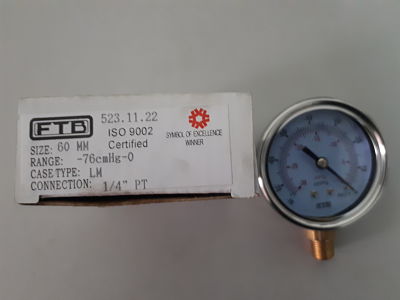 FTB
523.11.22
ISO 9002
Certified
SYMBOL OF EXCELLENCE
WINNER
SIZE: 60 MM
RANGE: -76cmHg-0
CASE TYPE: LM
CONNECTION: 1/4" PT
FTB